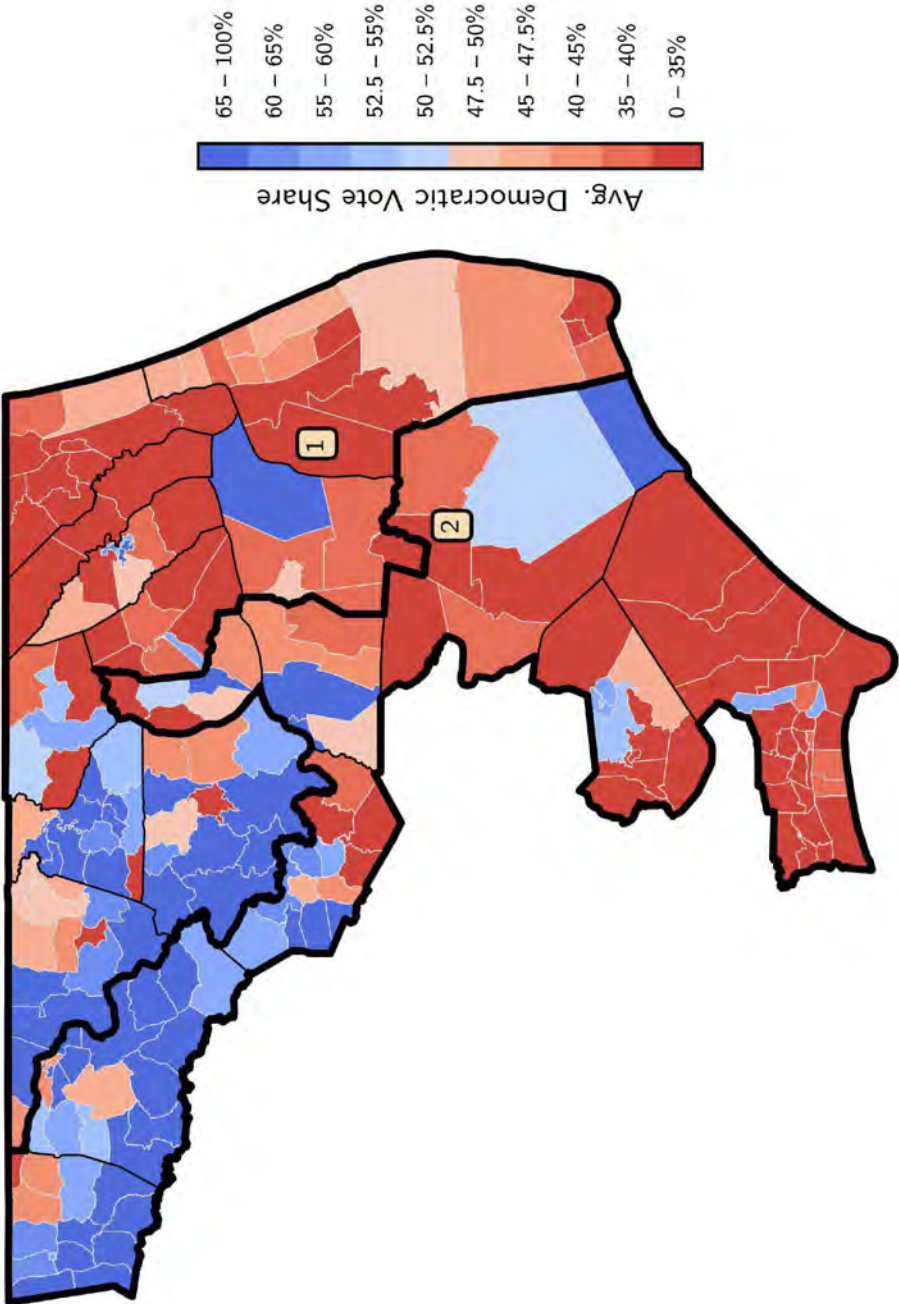 Avg. Democratic Vote Share
65 – 100%
60 – 65%
55 – 60%
52.5 – 55%
50 – 52.5%
47.5 – 50%
45 – 47.5%
40 – 45%
35 – 40%
0 – 35%
1
2